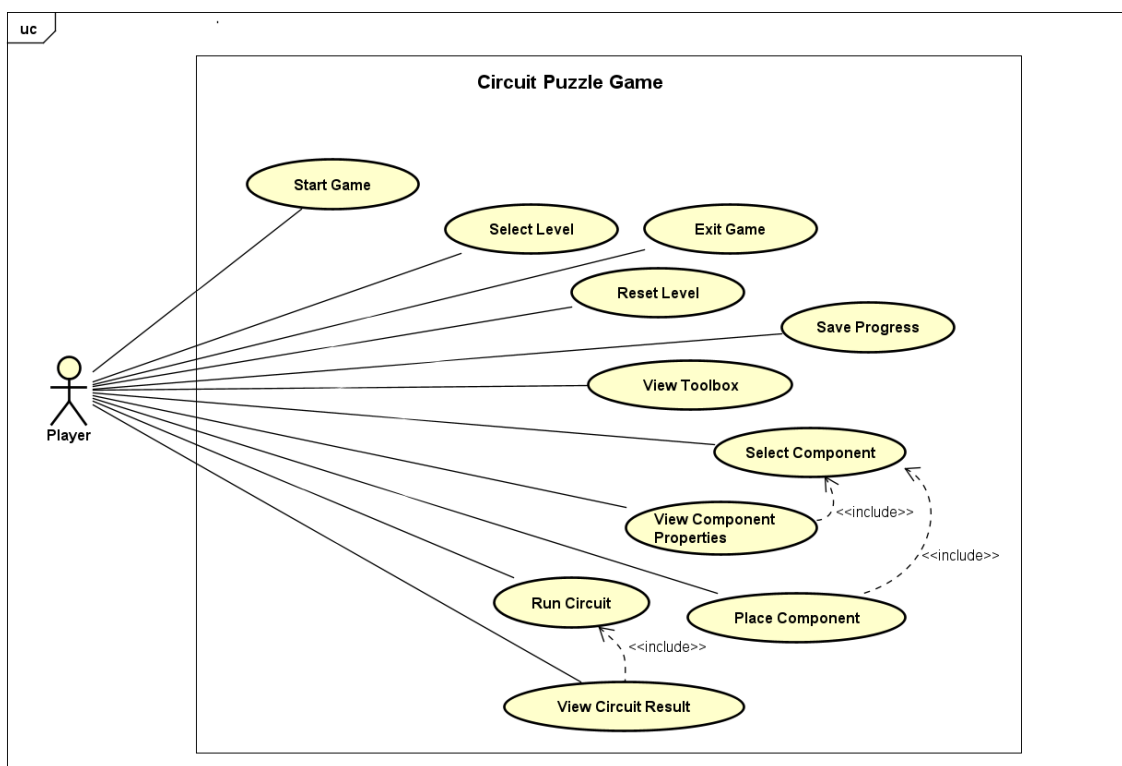 uc
Circuit Puzzle Game
Start Game
Select Level
Exit Game
Reset Level
Save Progress
View Toolbox
Player
Select Component
View Component
Properties
<<include>>
<<include>>
Run Circuit
Place Component
<<include>>
View Circuit Result